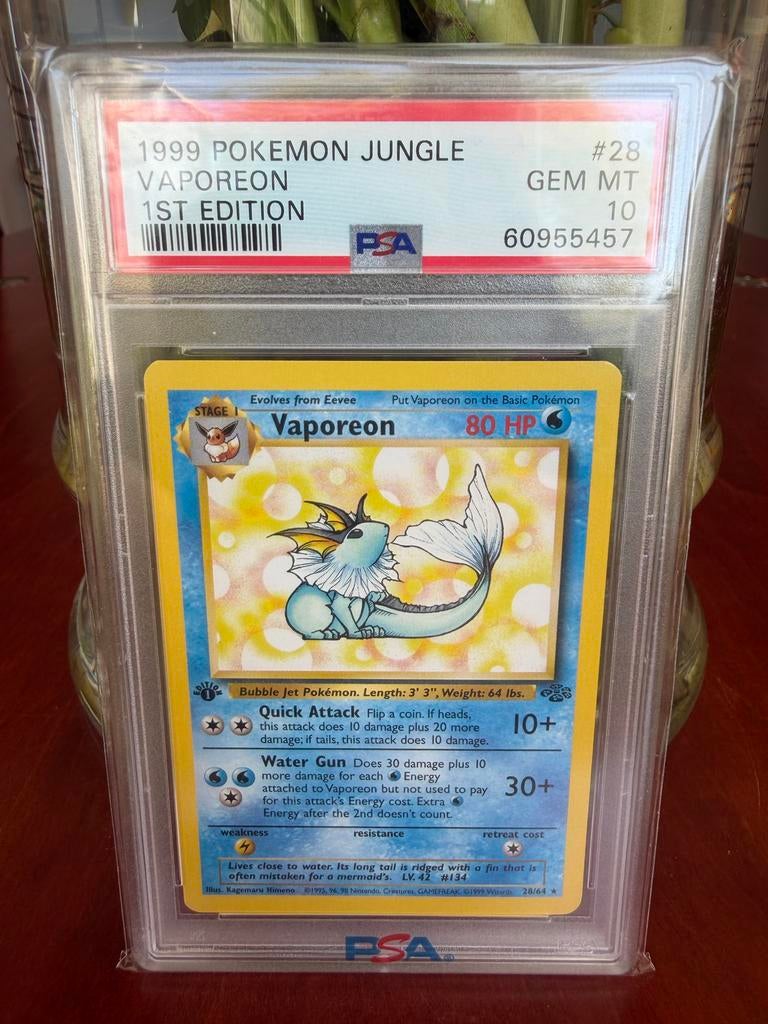 1999 POKEMON JUNGLE #28
VAPOREON GEM MT
1ST EDITION 10
PSA 60955457
STAGE 1
Evolves from Eevee Put Vaporeon on the Basic Pokémon
Vaporeon 80 HP
EDITION 1
Bubble Jet Pokémon. Length: 3' 3", Weight: 64 lbs.
Quick Attack Flip a coin. If heads,
this attack does 10 damage plus 20 more
damage; if tails, this attack does 10 damage.
10+
Water Gun Does 30 damage plus 10
more damage for each Energy
attached to Vaporeon but not used to pay
for this attack's Energy cost. Extra
Energy after the 2nd doesn't count.
30+
weakness resistance retreat cost
Lives close to water. Its long tail is ridged with a fin that is
often mistaken for a mermaid's. LV. 42 #134
Illus. Kagemaru Himeno ©1995, 96, 98 Nintendo, Creatures, GAMEFREAK. ©1999 Wizards. 28/64 ★
PSA®